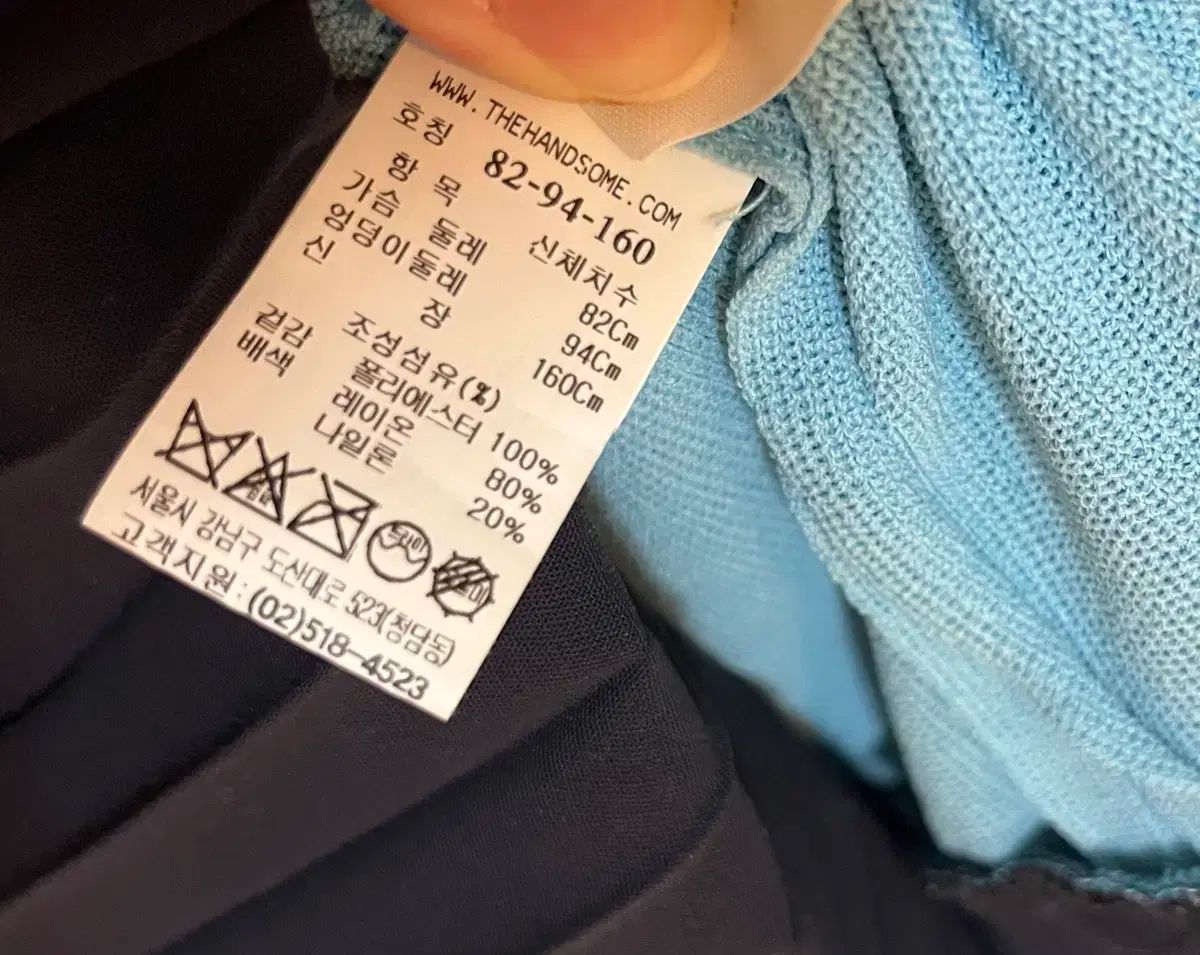 WWW.THEHANDSOME.COM
호칭 82-94-160
항 목 신체치수
가슴 둘레 82Cm
엉덩이둘레 94Cm
신 장 160Cm
조성섬유(%)
겉감 폴리에스터 100%
배색 레이온 80%
나일론 20%
드라이
서울시 강남구 도산대로 523(청담동)
고객지원:(02)518-4523